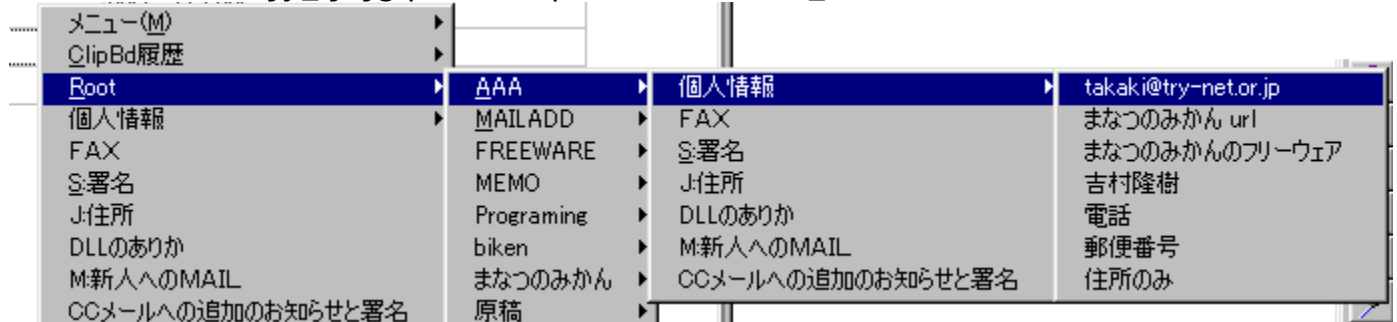 メニュー(M)
ClipBd履歴
Root
個人情報
FAX
S:署名
J:住所
DLLのありか
M:新人へのMAIL
CCメールへの追加のお知らせと署名
AAA
MAILADD
FREEWARE
MEMO
Programing
biken
まなつのみかん
原稿
個人情報
FAX
S:署名
J:住所
DLLのありか
M:新人へのMAIL
CCメールへの追加のお知らせと署名
takaki@try-net.or.jp
まなつのみかん url
まなつのみかんのフリーウェア
吉村隆樹
電話
郵便番号
住所のみ